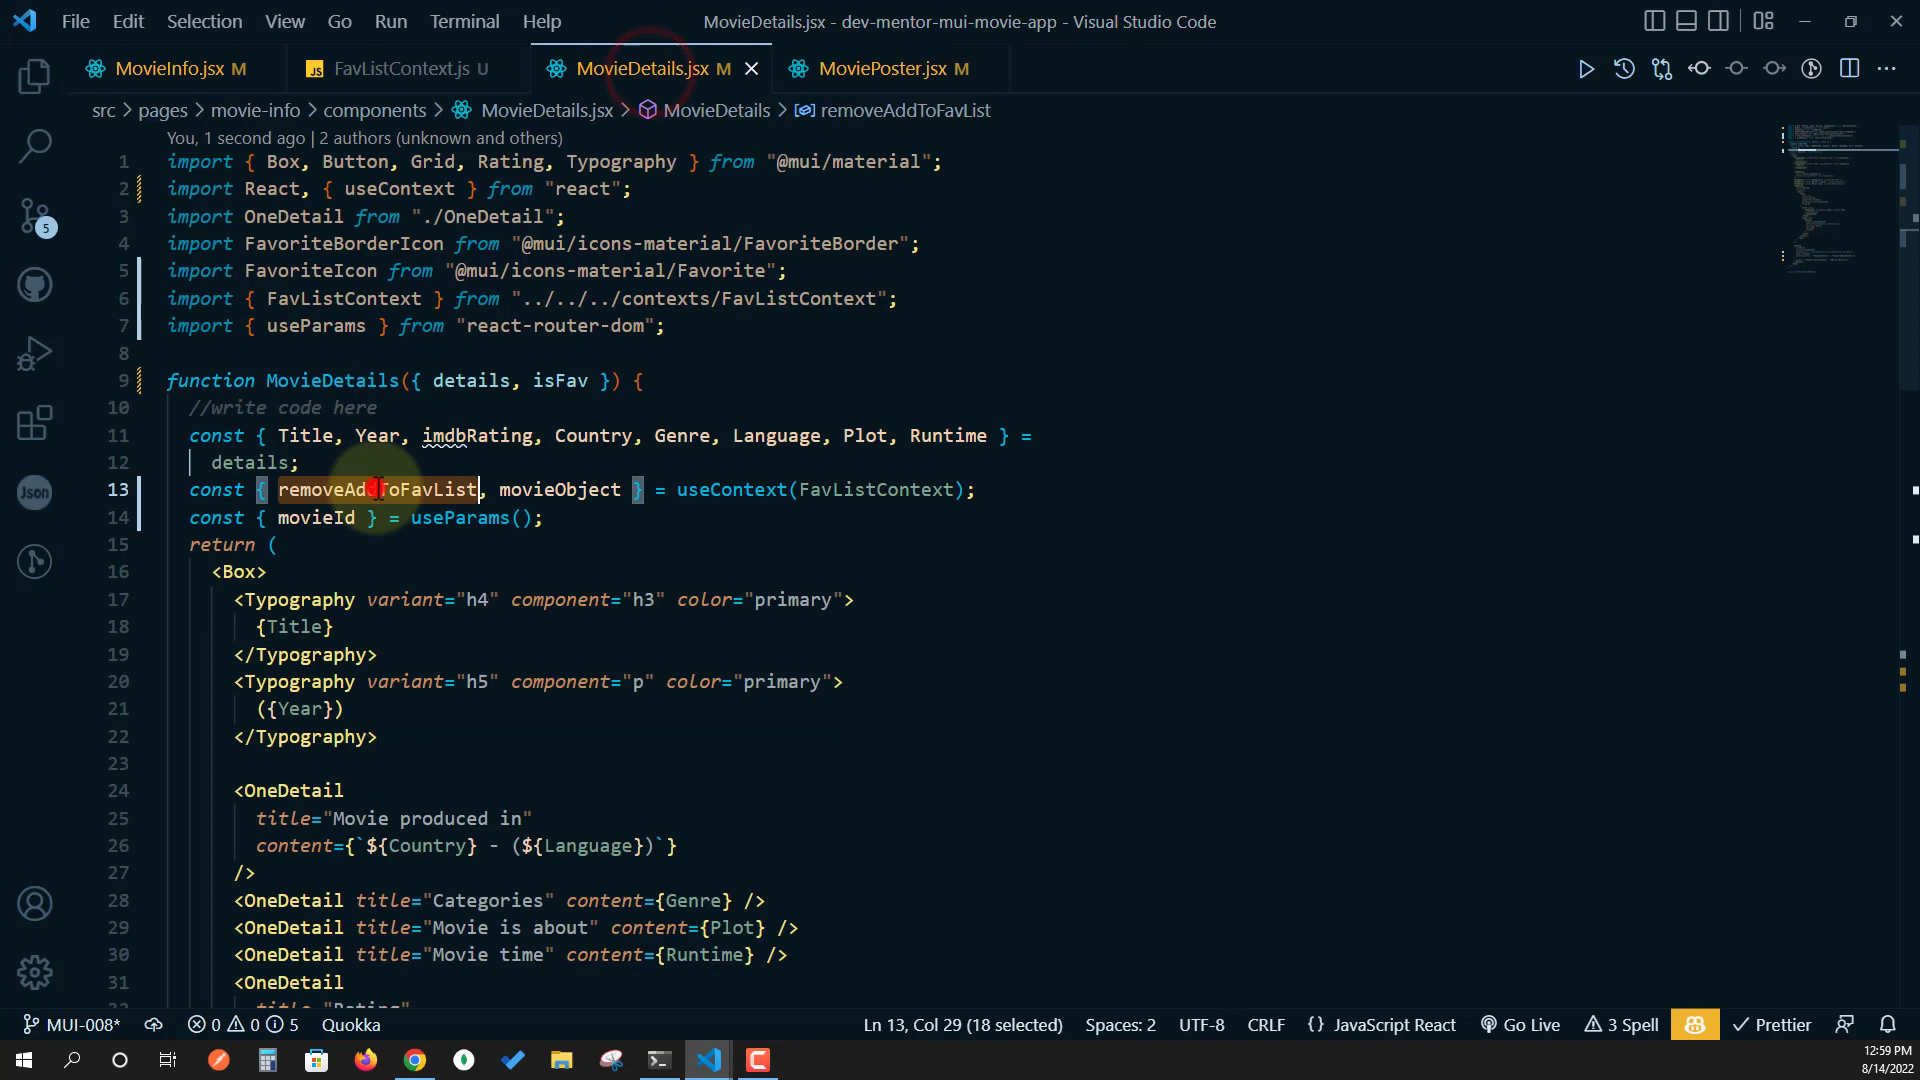 File Edit Selection View Go Run Terminal Help MovieDetails.jsx - dev-mentor-mui-movie-app - Visual Studio Code
MovieInfo.jsx M JS FavListContext.js U MovieDetails.jsx M MoviePoster.jsx M
src > pages > movie-info > components > MovieDetails.jsx > MovieDetails > removeAddToFavList
You, 1 second ago | 2 authors (unknown and others)
1 import { Box, Button, Grid, Rating, Typography } from "@mui/material";
2 import React, { useContext } from "react";
3 import OneDetail from "./OneDetail";
4 import FavoriteBorderIcon from "@mui/icons-material/FavoriteBorder";
5 import FavoriteIcon from "@mui/icons-material/Favorite";
6 import { FavListContext } from "../../../contexts/FavListContext";
7 import { useParams } from "react-router-dom";
8
9 function MovieDetails({ details, isFav }) {
10 //write code here
11 const { Title, Year, imdbRating, Country, Genre, Language, Plot, Runtime } =
12 details;
13 const { removeAddToFavList, movieObject } = useContext(FavListContext);
14 const { movieId } = useParams();
15 return (
16 <Box>
17 <Typography variant="h4" component="h3" color="primary">
18 {Title}
19 </Typography>
20 <Typography variant="h5" component="p" color="primary">
21 ({Year})
22 </Typography>
23
24 <OneDetail
25 title="Movie produced in"
26 content={`${Country} - (${Language})`}
27 />
28 <OneDetail title="Categories" content={Genre} />
29 <OneDetail title="Movie is about" content={Plot} />
30 <OneDetail title="Movie time" content={Runtime} />
31 <OneDetail
5
Json
MUI-008* 0 0 5 Quokka Ln 13, Col 29 (18 selected) Spaces: 2 UTF-8 CRLF {} JavaScript React Go Live 3 Spell Prettier
12:59 PM
8/14/2022